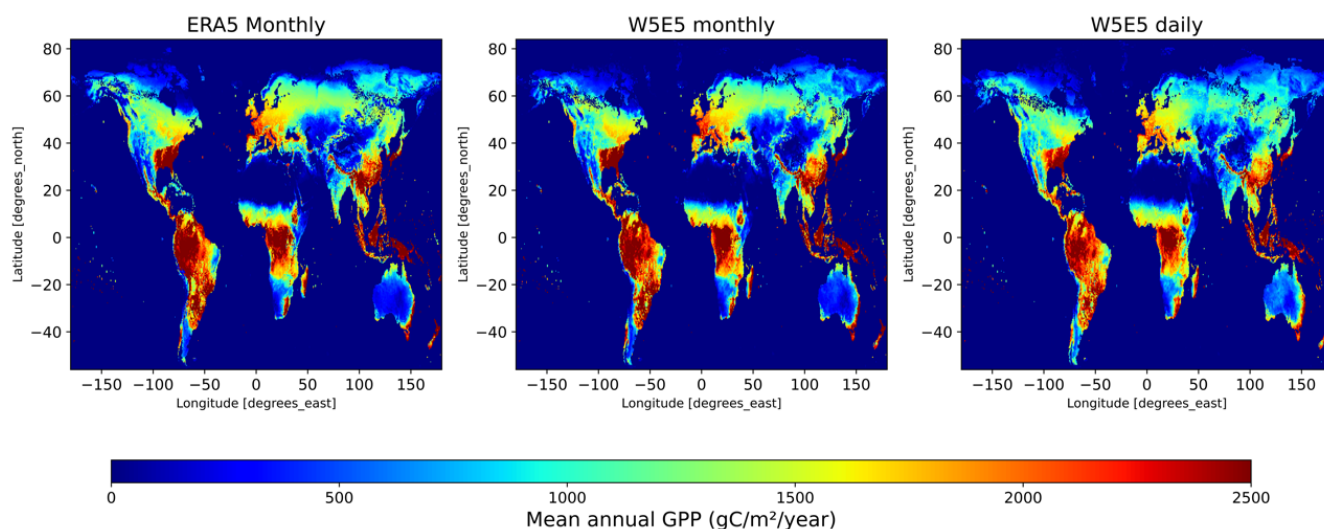 ERA5 Monthly
W5E5 monthly
W5E5 daily
80
60
40
20
0
−20
−40
Latitude [degrees_north]
−150 −100 −50 0 50 100 150
Longitude [degrees_east]
80
60
40
20
0
−20
−40
Latitude [degrees_north]
−150 −100 −50 0 50 100 150
Longitude [degrees_east]
80
60
40
20
0
−20
−40
Latitude [degrees_north]
−150 −100 −50 0 50 100 150
Longitude [degrees_east]
0 500 1000 1500 2000 2500
Mean annual GPP (gC/m²/year)